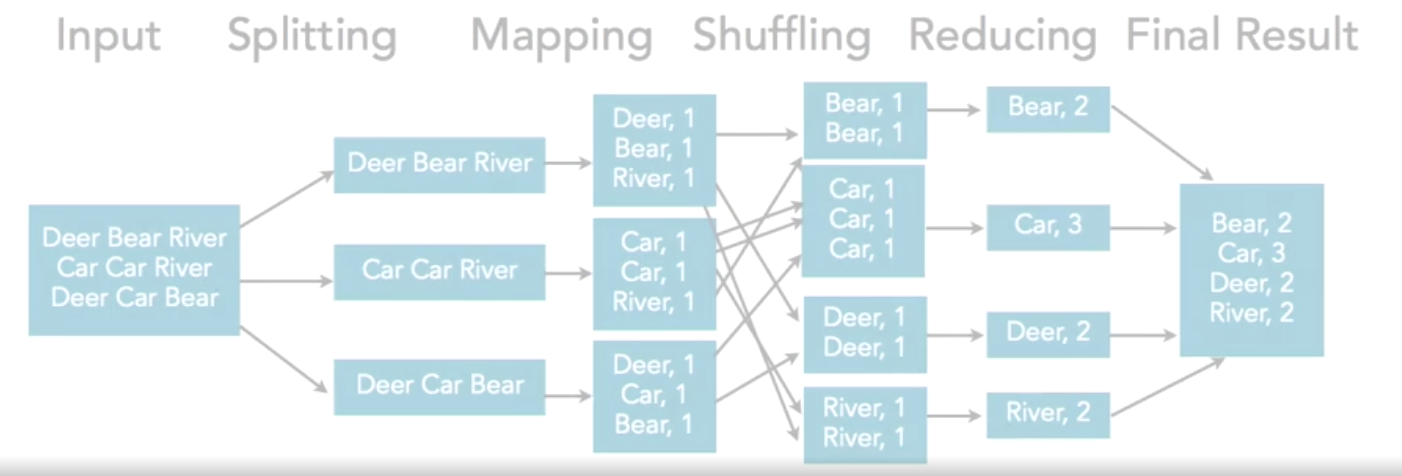 Input
Splitting
Mapping
Shuffling
Reducing
Final Result
Deer Bear River
Car Car River
Deer Car Bear
Deer Bear River
Car Car River
Deer Car Bear
Deer, 1
Bear, 1
River, 1
Car, 1
Car, 1
River, 1
Deer, 1
Car, 1
Bear, 1
Bear, 1
Bear, 1
Car, 1
Car, 1
Car, 1
Deer, 1
Deer, 1
River, 1
River, 1
Bear, 2
Car, 3
Deer, 2
River, 2
Bear, 2
Car, 3
Deer, 2
River, 2